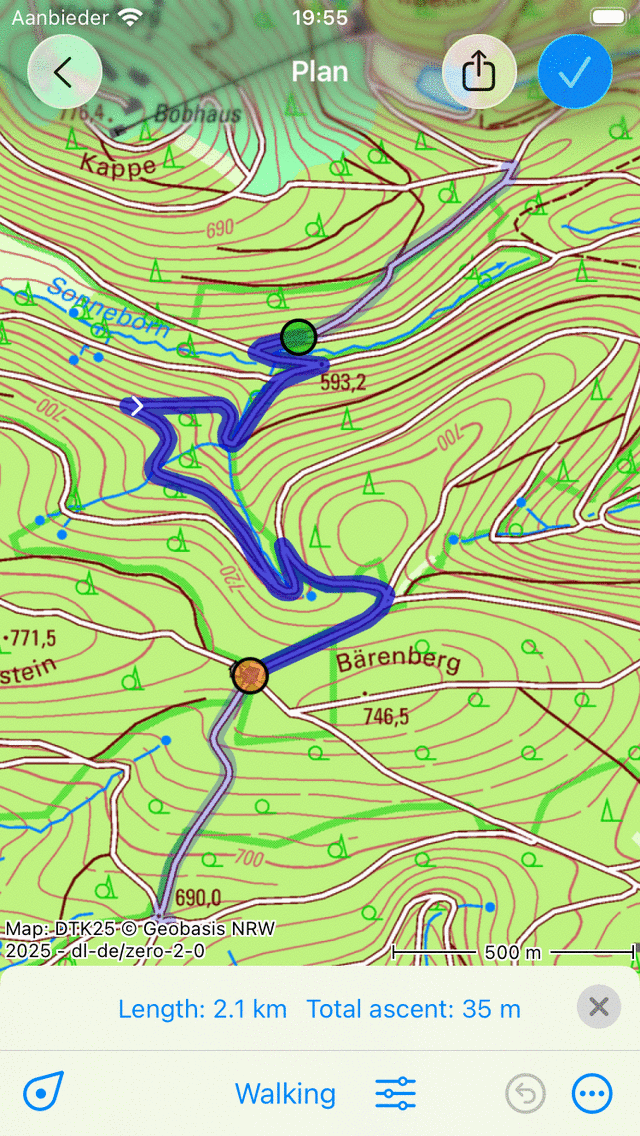 Aanbieder 19:55
Plan
Bobhaus
Kappe
690
Sonneborn
593,2
700
700
720
771,5
stein
Bärenberg
746,5
700
690,0
Map: DTK25 © Geobasis NRW
2025 - dl-de/zero-2-0
500 m
Length: 2.1 km Total ascent: 35 m
Walking